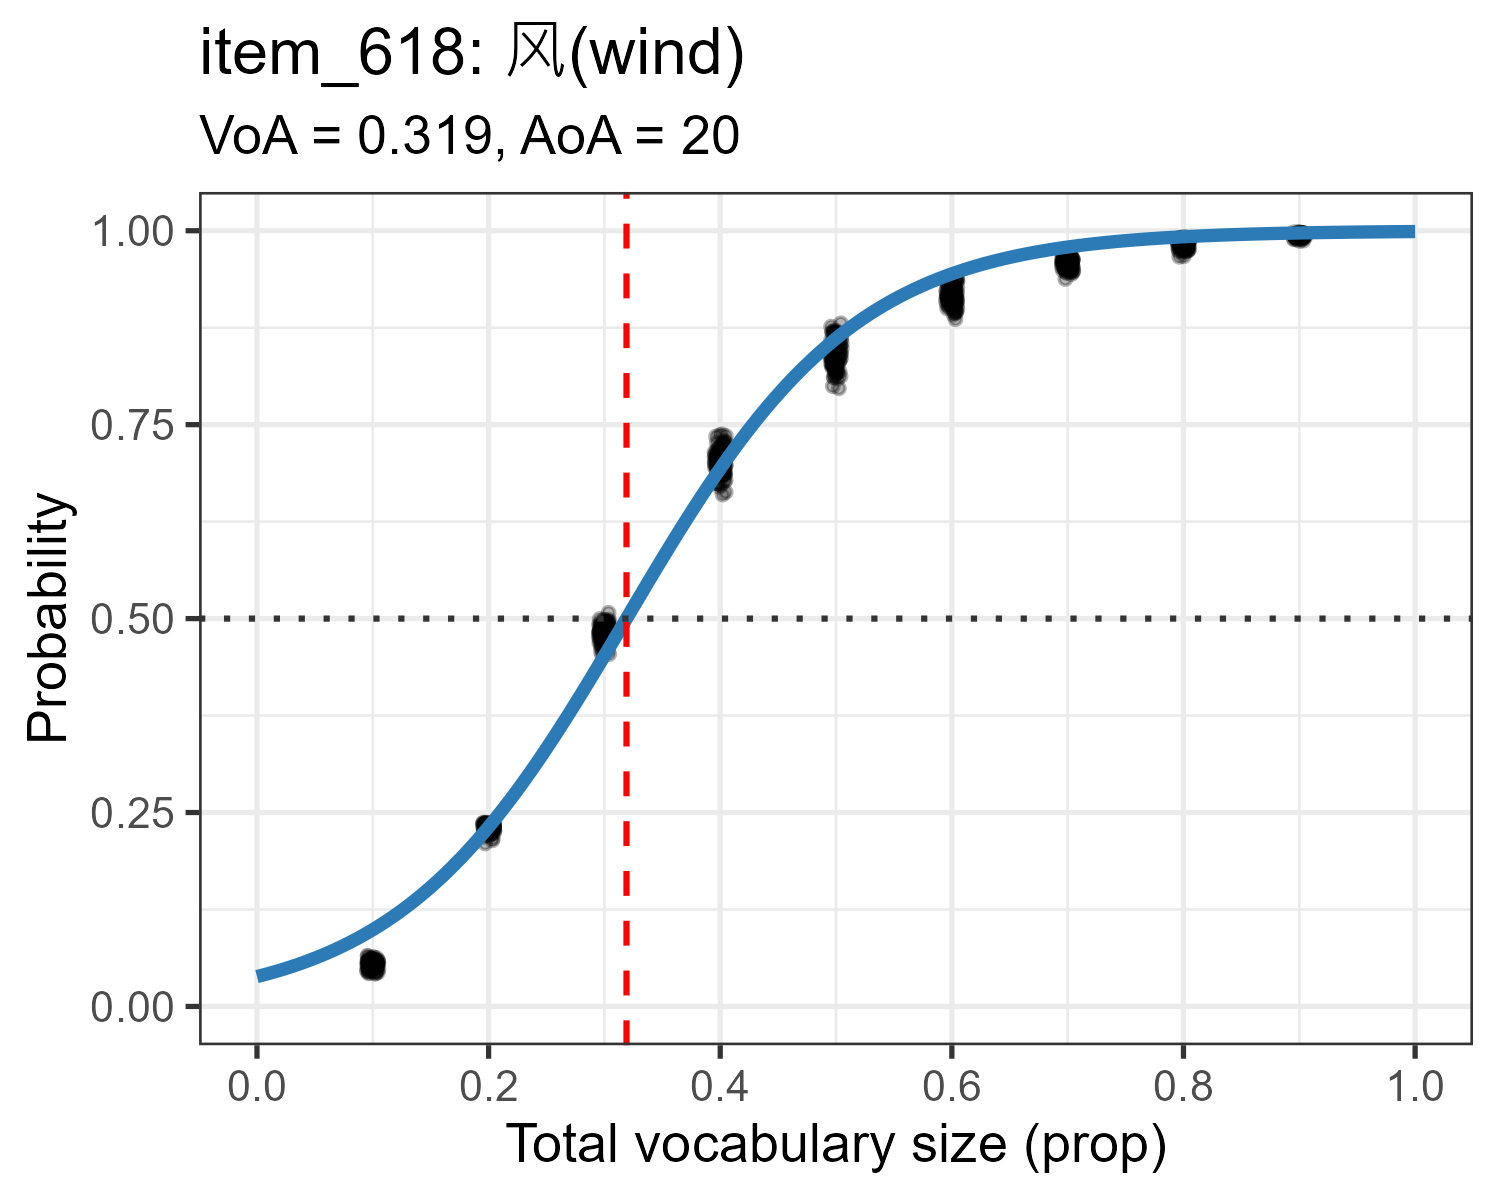 item_618: 风(wind)
VoA = 0.319, AoA = 20
1.00
0.75
0.50
0.25
0.00
Probability
0.0 0.2 0.4 0.6 0.8 1.0
Total vocabulary size (prop)